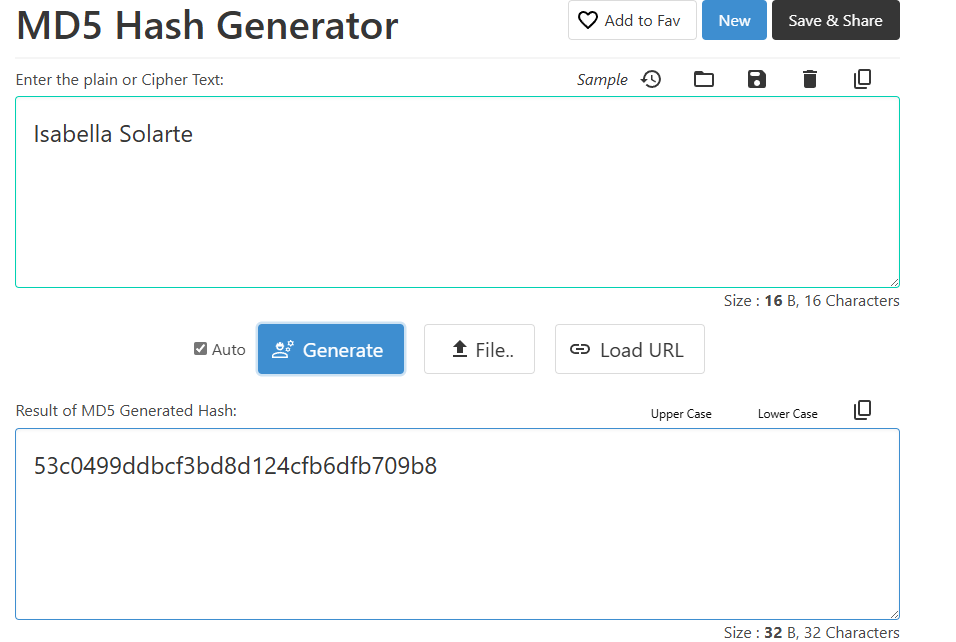 MD5 Hash Generator
Add to Fav
New
Save & Share
Enter the plain or Cipher Text:
Sample
Isabella Solarte
Size : 16 B, 16 Characters
Auto
Generate
File..
Load URL
Result of MD5 Generated Hash:
Upper Case
Lower Case
53c0499ddbcf3bd8d124cfb6dfb709b8
Size : 32 B, 32 Characters